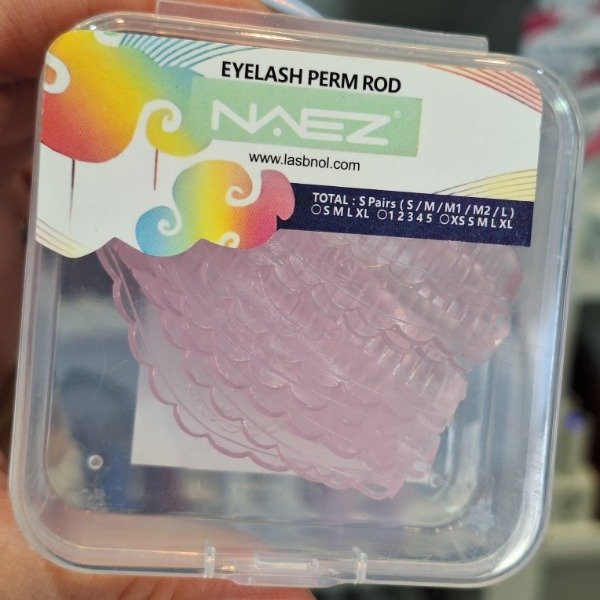 EYELASH PERM ROD
NAEZ®
www.lasbnol.com
TOTAL : 5 Pairs ( S / M / M1 / M2 / L )
○S M L XL ○1 2 3 4 5 ○XS S M L XL